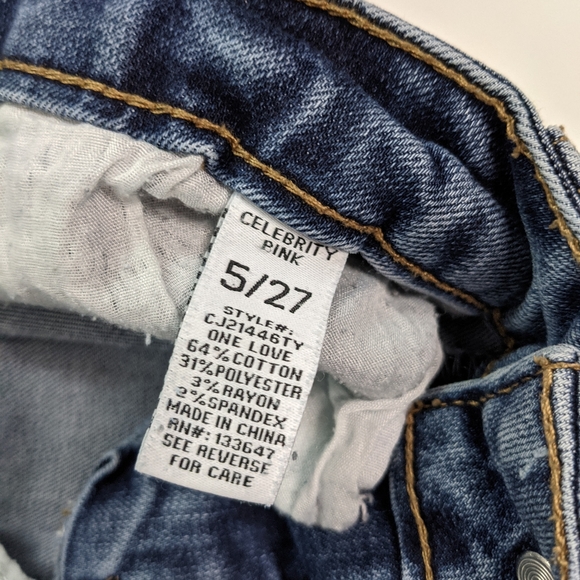 CELEBRITY
PINK
5/27
STYLE#:
CJ21446TY
ONE LOVE
64%COTTON
31%POLYESTER
3%RAYON
2%SPANDEX
MADE IN CHINA
RN#: 133647
SEE REVERSE
FOR CARE